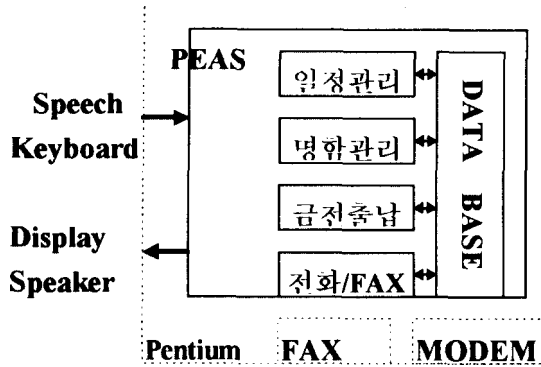 PEAS
Speech
Keyboard
Display
Speaker
일정관리
명함관리
금전출납
전화/FAX
DATA BASE
Pentium
FAX
MODEM